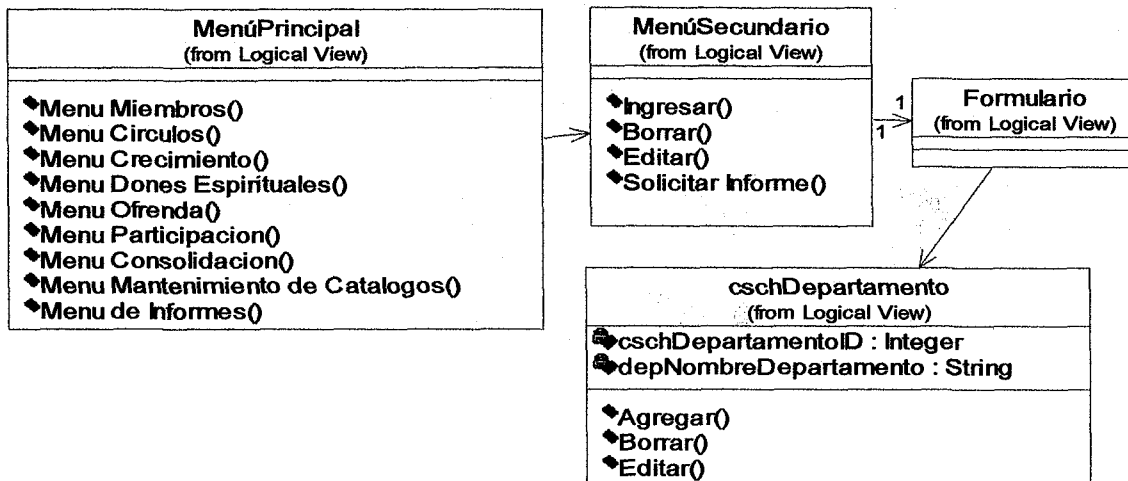 MenúPrincipal
(from Logical View)
Menu Miembros()
Menu Circulos()
Menu Crecimiento()
Menu Dones Espirituales()
Menu Ofrenda()
Menu Participacion()
Menu Consolidacion()
Menu Mantenimiento de Catalogos()
Menu de Informes()
MenúSecundario
(from Logical View)
Ingresar()
Borrar()
Editar()
Solicitar Informe()
1
1
Formulario
(from Logical View)
cschDepartamento
(from Logical View)
cschDepartamentoID : Integer
depNombreDepartamento : String
Agregar()
Borrar()
Editar()